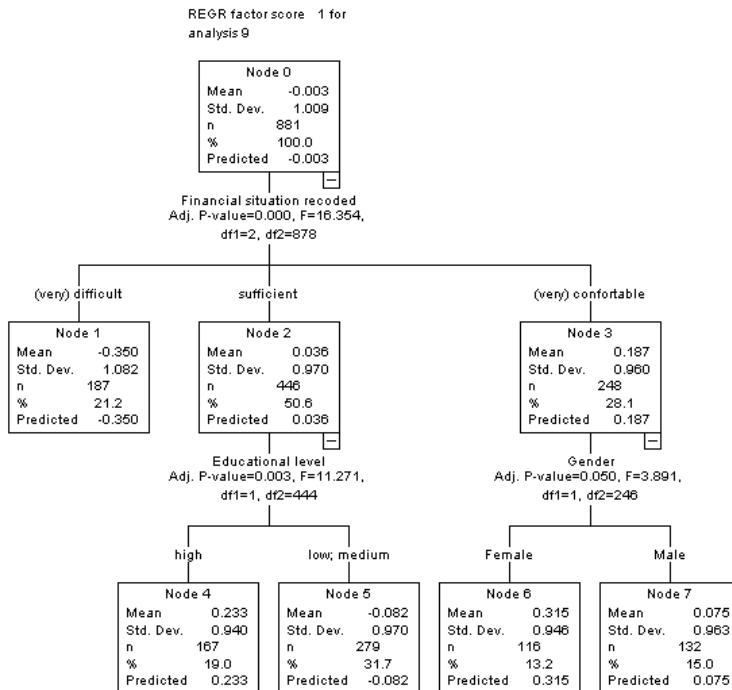 REGR factor score 1 for
analysis 9
Node 0
Mean -0.003
Std. Dev. 1.009
n 881
% 100.0
Predicted -0.003
Financial situation recoded
Adj. P-value=0.000, F=16.354,
df1=2, df2=878
(very) difficult
sufficient
(very) confortable
Node 1
Mean -0.350
Std. Dev. 1.082
n 187
% 21.2
Predicted -0.350
Node 2
Mean 0.036
Std. Dev. 0.970
n 446
% 50.6
Predicted 0.036
Node 3
Mean 0.187
Std. Dev. 0.960
n 248
% 28.1
Predicted 0.187
Educational level
Adj. P-value=0.003, F=11.271,
df1=1, df2=444
Gender
Adj. P-value=0.050, F=3.891,
df1=1, df2=246
high
low; medium
Female
Male
Node 4
Mean 0.233
Std. Dev. 0.940
n 167
% 19.0
Predicted 0.233
Node 5
Mean -0.082
Std. Dev. 0.970
n 279
% 31.7
Predicted -0.082
Node 6
Mean 0.315
Std. Dev. 0.946
n 116
% 13.2
Predicted 0.315
Node 7
Mean 0.075
Std. Dev. 0.963
n 132
% 15.0
Predicted 0.075